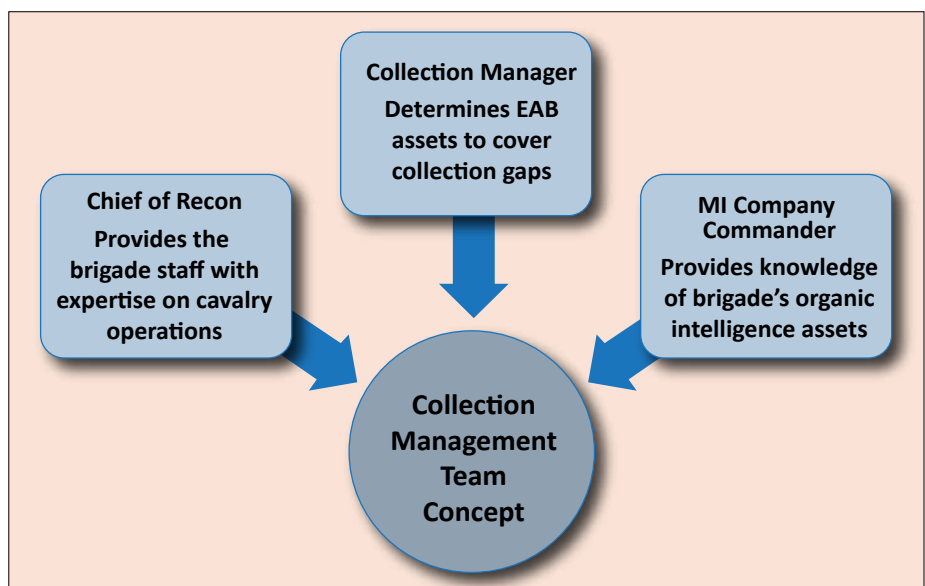 Collection Manager
Determines EAB
assets to cover
collection gaps
Chief of Recon
Provides the
brigade staff with
expertise on cavalry
operations
MI Company
Commander
Provides knowledge
of brigade's organic
intelligence assets
Collection
Management
Team
Concept